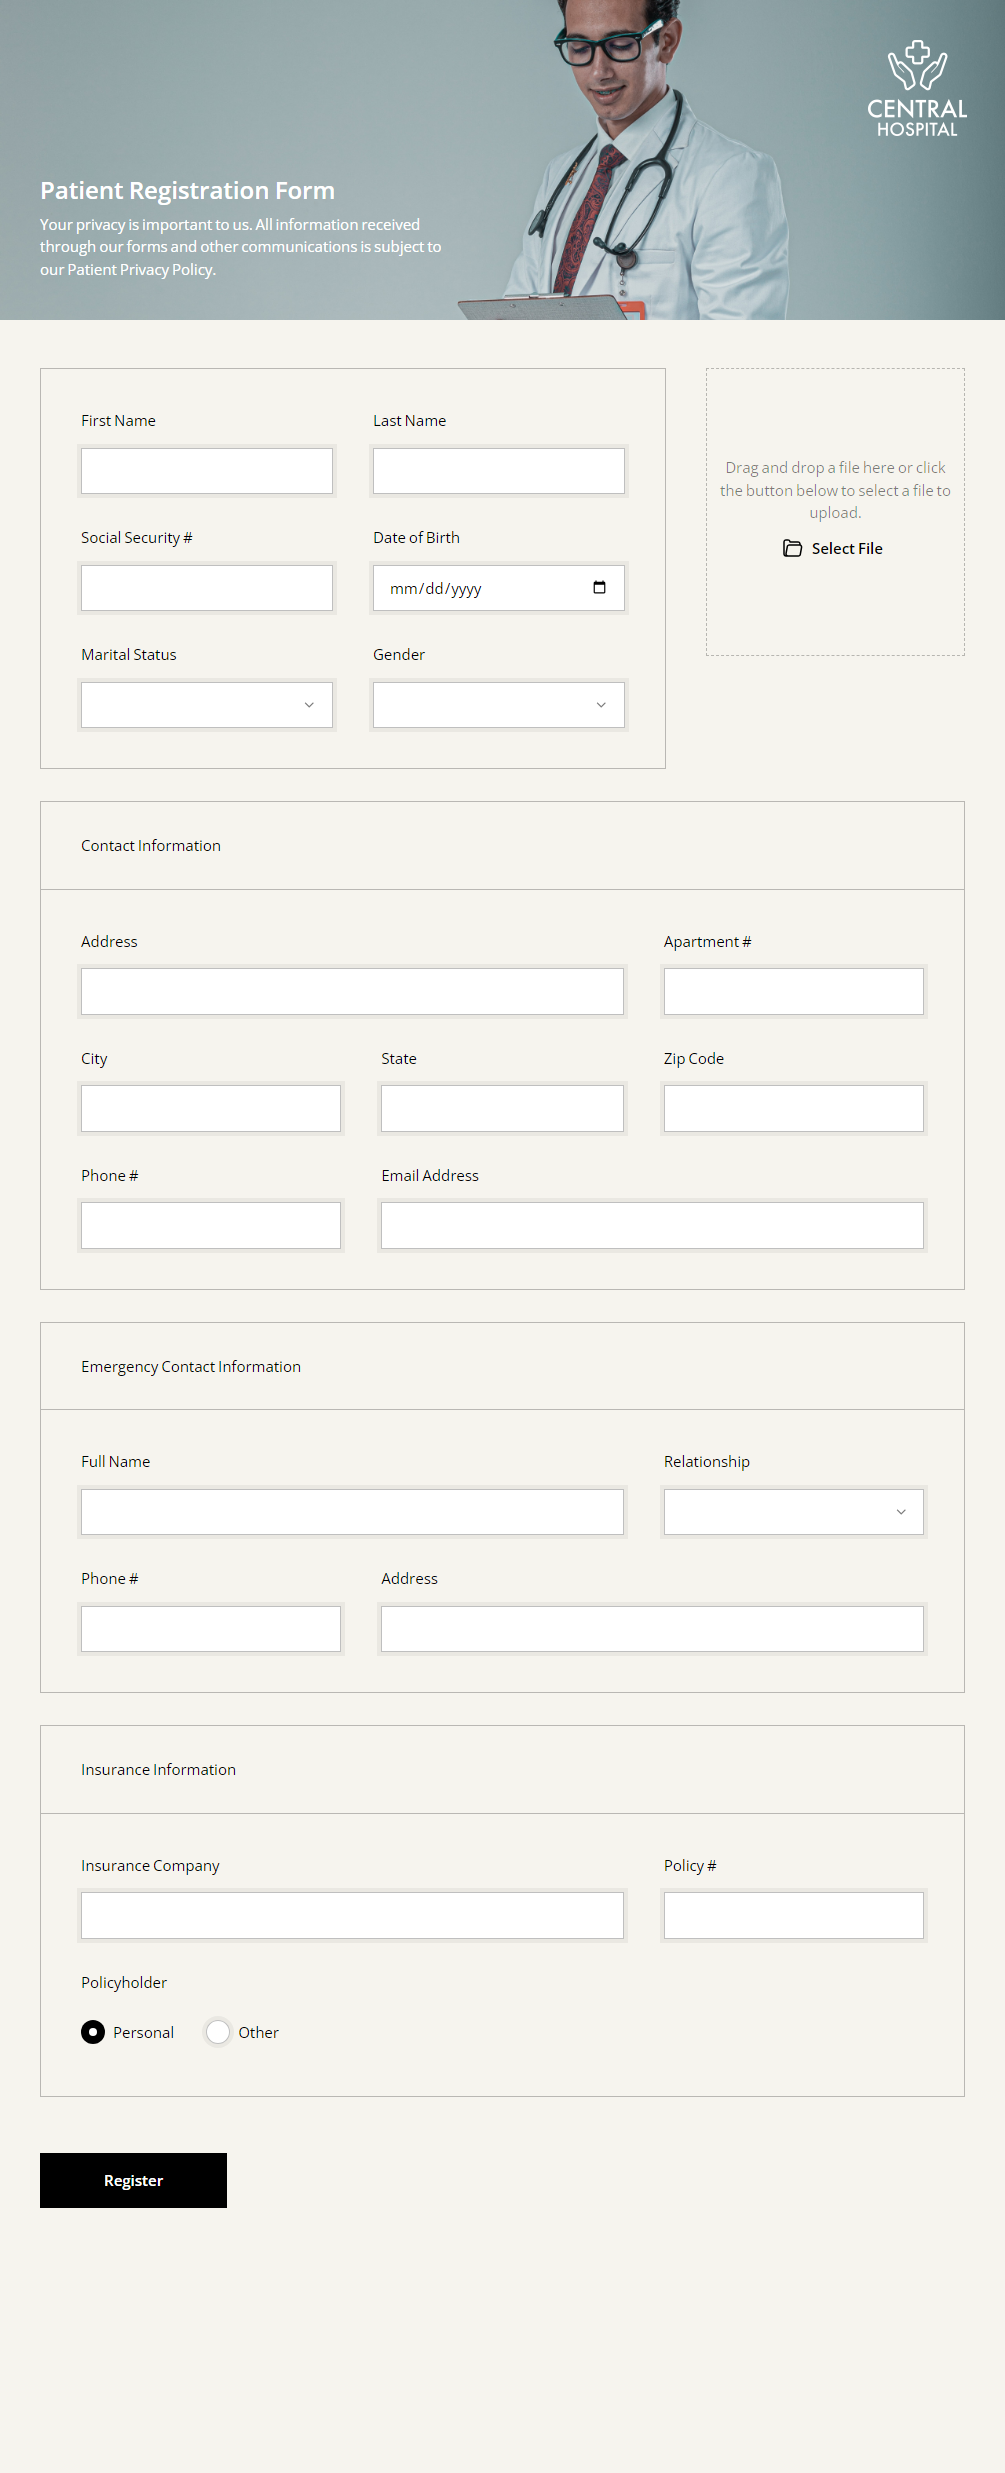 CENTRAL
HOSPITAL
Patient Registration Form
Your privacy is important to us. All information received
through our forms and other communications is subject to
our Patient Privacy Policy.
First Name
Last Name
Social Security #
Date of Birth
mm/dd/yyyy
Marital Status
Gender
Drag and drop a file here or click
the button below to select a file to
upload.
Select File
Contact Information
Address
Apartment #
City
State
Zip Code
Phone #
Email Address
Emergency Contact Information
Full Name
Relationship
Phone #
Address
Insurance Information
Insurance Company
Policy #
Policyholder
Personal
Other
Register